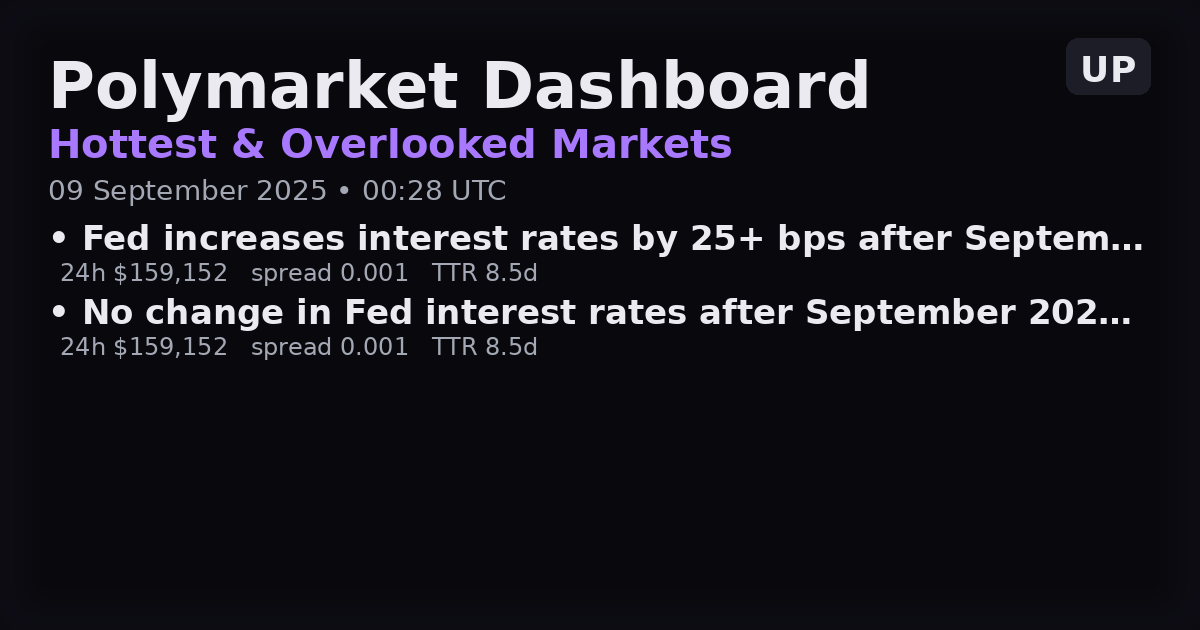 Polymarket Dashboard
UP
Hottest & Overlooked Markets
09 September 2025 • 00:28 UTC
• Fed increases interest rates by 25+ bps after Septem…
24h $159,152 spread 0.001 TTR 8.5d
• No change in Fed interest rates after September 202…
24h $159,152 spread 0.001 TTR 8.5d